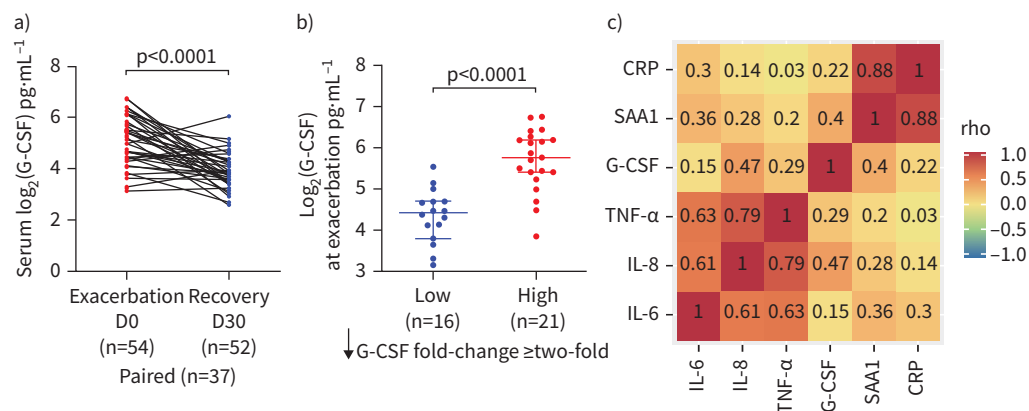 a)
p<0.0001
Serum log2(G-CSF) pg·mL−1
8
6
4
2
0
Exacerbation Recovery
D0 D30
(n=54) (n=52)
Paired (n=37)
b)
p<0.0001
Log2(G-CSF)
at exacerbation pg·mL−1
8
7
6
5
4
3
Low High
(n=16) (n=21)
↓ G-CSF fold-change ≥two-fold
c)
CRP 0.3 0.14 0.03 0.22 0.88 1
SAA1 0.36 0.28 0.2 0.4 1 0.88
G-CSF 0.15 0.47 0.29 1 0.4 0.22
TNF-α 0.63 0.79 1 0.29 0.2 0.03
IL-8 0.61 1 0.79 0.47 0.28 0.14
IL-6 1 0.61 0.63 0.15 0.36 0.3
IL-6 IL-8 TNF-α G-CSF SAA1 CRP
rho
1.0
0.5
0.0
−0.5
−1.0